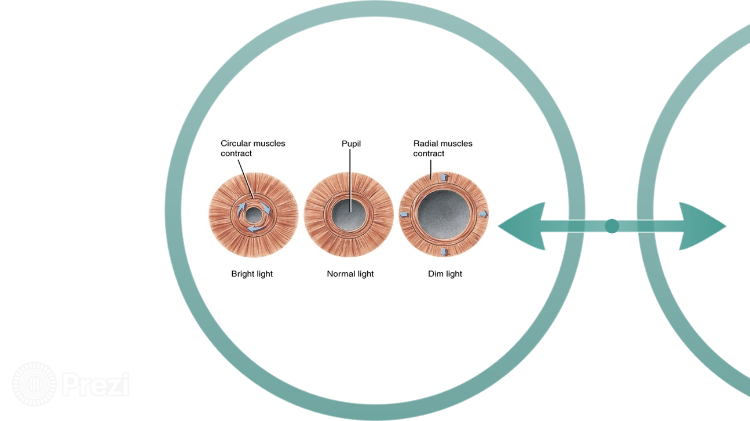 Circular muscles
contract
Pupil
Radial muscles
contract
Bright light
Normal light
Dim light
Prezi